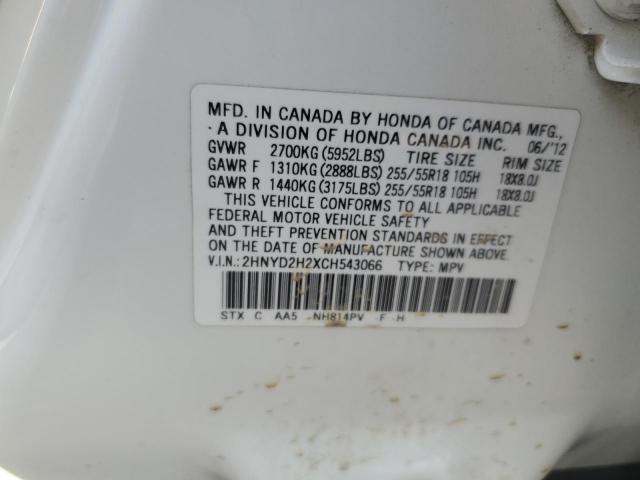 MFD. IN CANADA BY HONDA OF CANADA MFG.,
A DIVISION OF HONDA CANADA INC. 06/'12
GVWR 2700KG (5952LBS) TIRE SIZE RIM SIZE
GAWR F 1310KG (2888LBS) 255/55R18 105H 18X8.0J
GAWR R 1440KG (3175LBS) 255/55R18 105H 18X8.0J
THIS VEHICLE CONFORMS TO ALL APPLICABLE
FEDERAL MOTOR VEHICLE SAFETY
AND THEFT PREVENTION STANDARDS IN EFFECT
ON THE DATE OF MANUFACTURE SHOWN ABOVE.
V.I.N.: 2HNYD2H2XCH543066 TYPE: MPV
STX C AA5 NH814PV F H